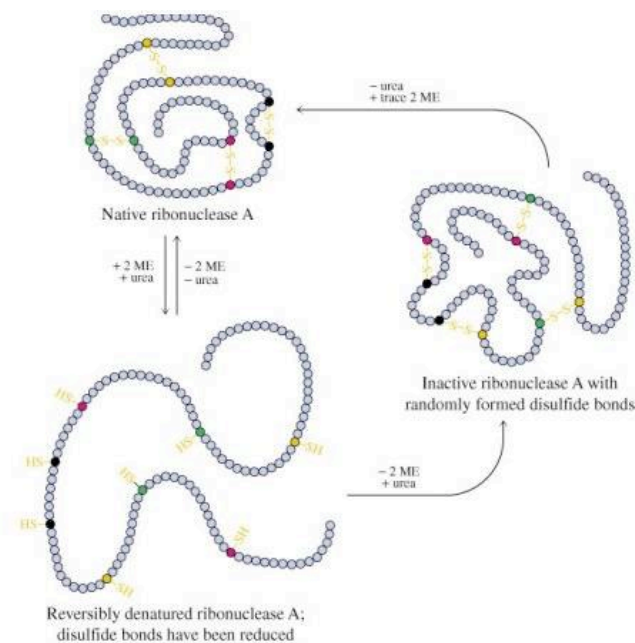 S-S
− urea
+ trace 2 ME
S-S
S-S
S-S
Native ribonuclease A
+ 2 ME
+ urea
− 2 ME
− urea
S-S
S-S
S-S
S-S
Inactive ribonuclease A with
randomly formed disulfide bonds
HS
HS
SH
HS
HS
HS
SH
SH
− 2 ME
+ urea
Reversibly denatured ribonuclease A;
disulfide bonds have been reduced